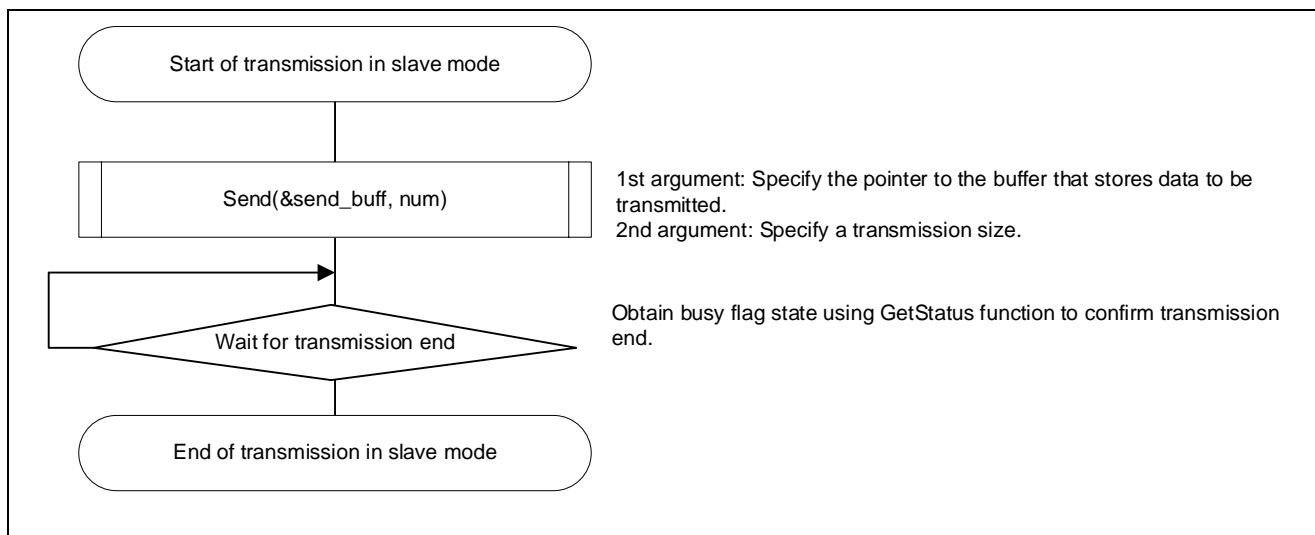 Start of transmission in slave mode
Send(&send_buff, num)
1st argument: Specify the pointer to the buffer that stores data to be
transmitted.
2nd argument: Specify a transmission size.
Wait for transmission end
Obtain busy flag state using GetStatus function to confirm transmission
end.
End of transmission in slave mode